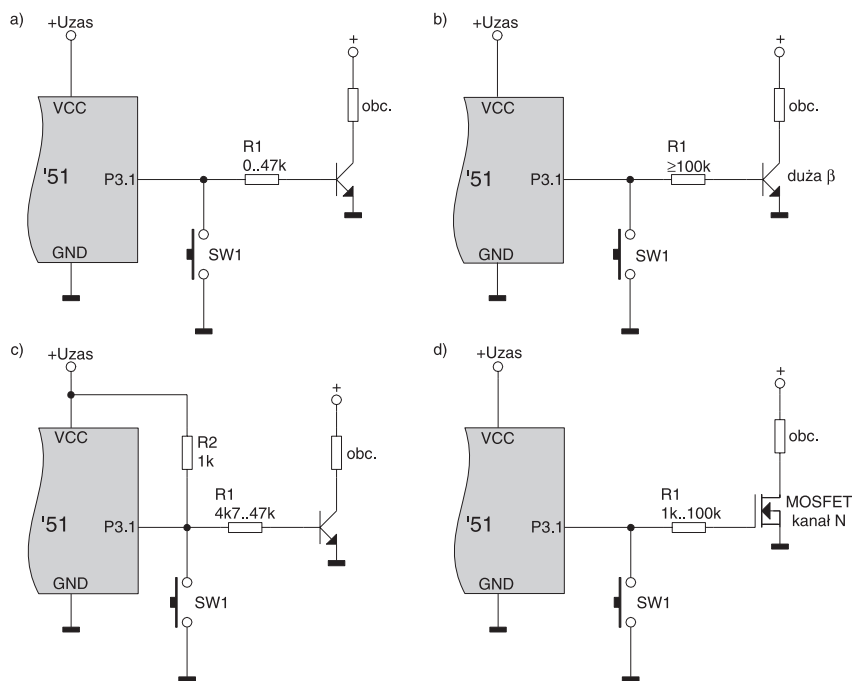 a)
+Uzas
VCC
'51
P3.1
GND
R1
0..47k
SW1
+
obc.
b)
+Uzas
VCC
'51
P3.1
GND
R1
≥100k
SW1
+
obc.
duża β
c)
+Uzas
VCC
'51
P3.1
GND
R2
1k
R1
4k7..47k
SW1
+
obc.
d)
+Uzas
VCC
'51
P3.1
GND
R1
1k..100k
SW1
+
obc.
MOSFET
kanał N